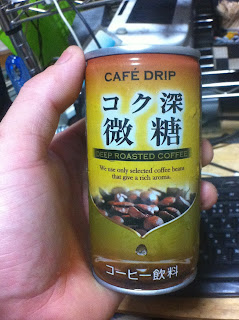 CAFÉ DRIP
コク深
微糖
DEEP ROASTED COFFEE
We use only selected coffee beans
that give a rich aroma.
コーヒー飲料